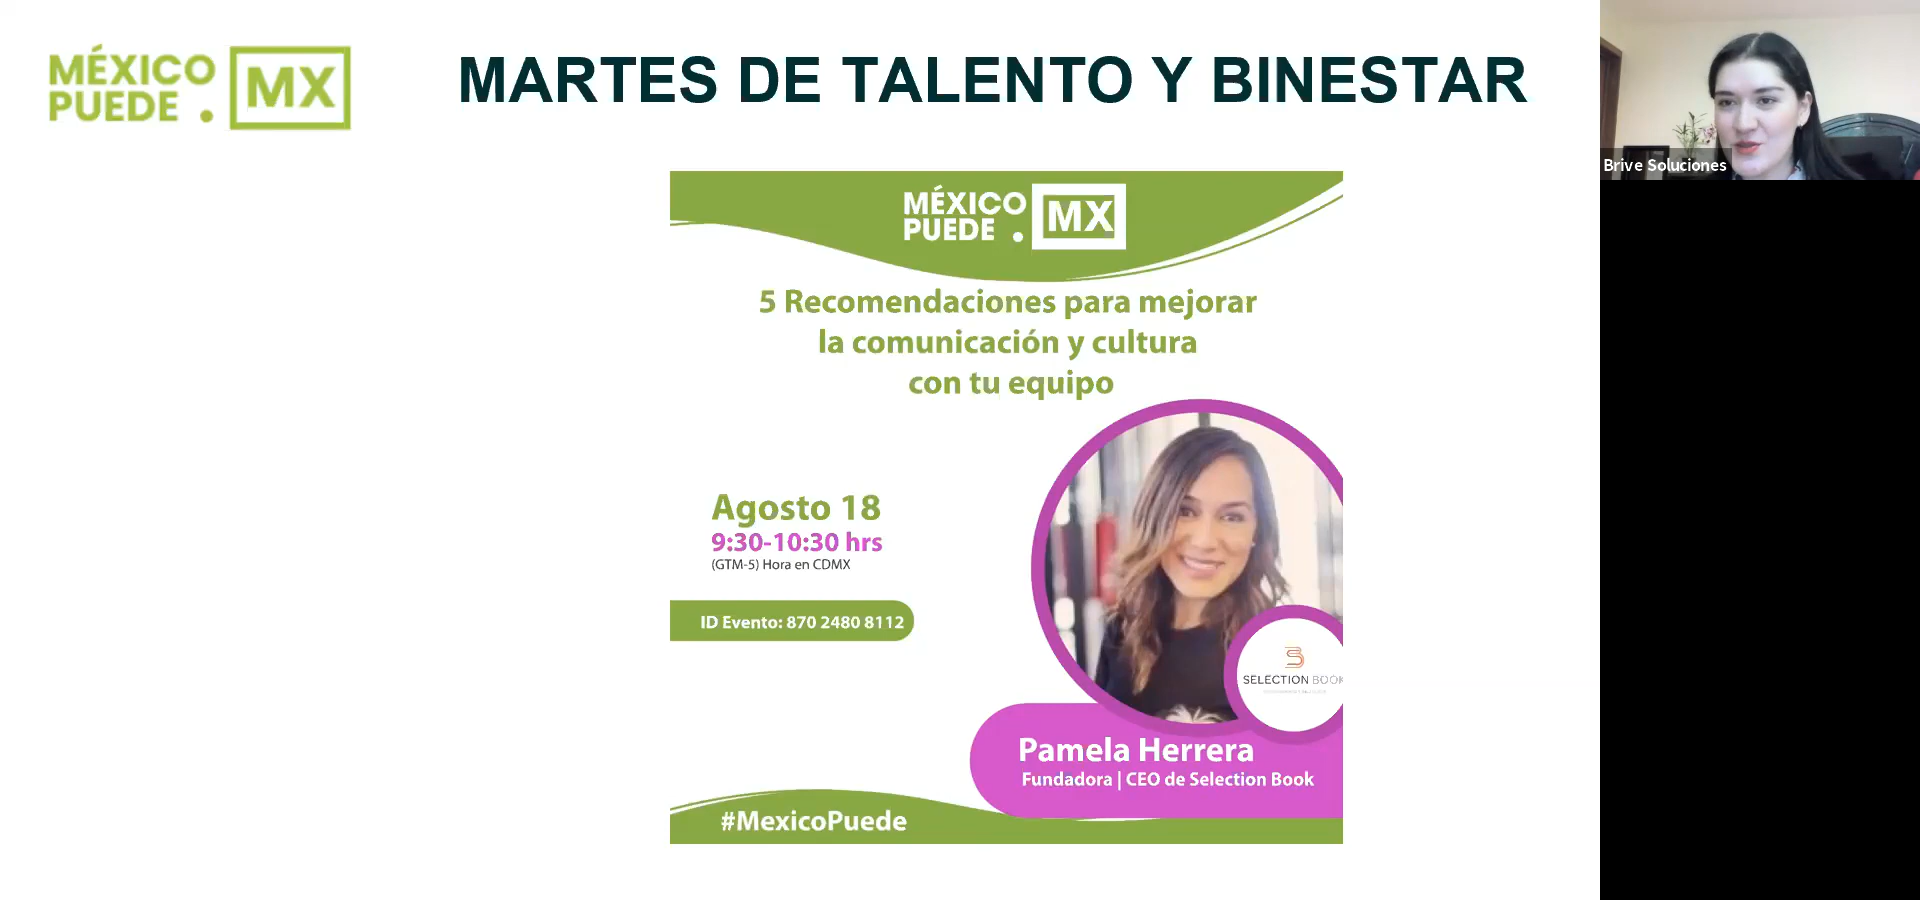 MÉXICO
PUEDE. MX
MARTES DE TALENTO Y BINESTAR
Brive Soluciones
MÉXICO
PUEDE. MX
5 Recomendaciones para mejorar
la comunicación y cultura
con tu equipo
Agosto 18
9:30-10:30 hrs
(GTM-5) Hora en CDMX
ID Evento: 870 2480 8112
SELECTION BOOK
Pamela Herrera
Fundadora | CEO de Selection Book
#MexicoPuede